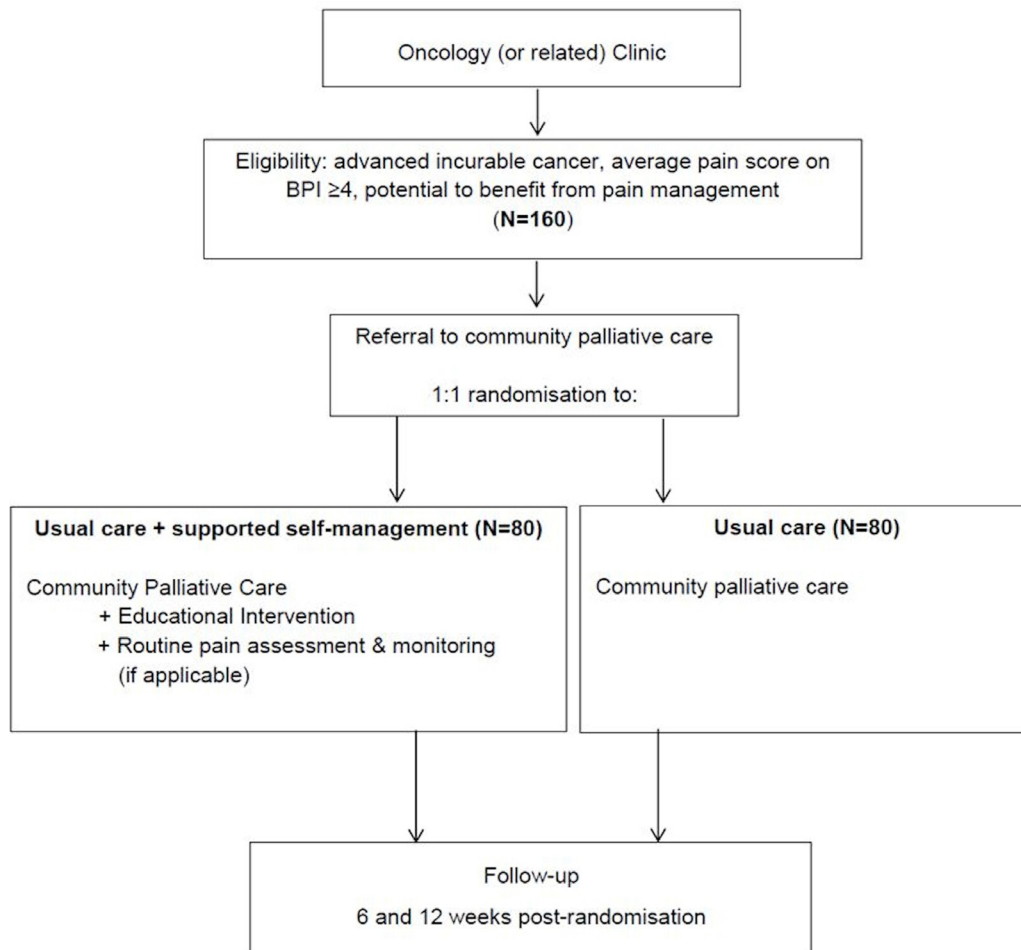 Oncology (or related) Clinic
Eligibility: advanced incurable cancer, average pain score on
BPI ≥4, potential to benefit from pain management
(N=160)
Referral to community palliative care
1:1 randomisation to:
Usual care + supported self-management (N=80)
Community Palliative Care
+ Educational Intervention
+ Routine pain assessment & monitoring
(if applicable)
Usual care (N=80)
Community palliative care
Follow-up
6 and 12 weeks post-randomisation